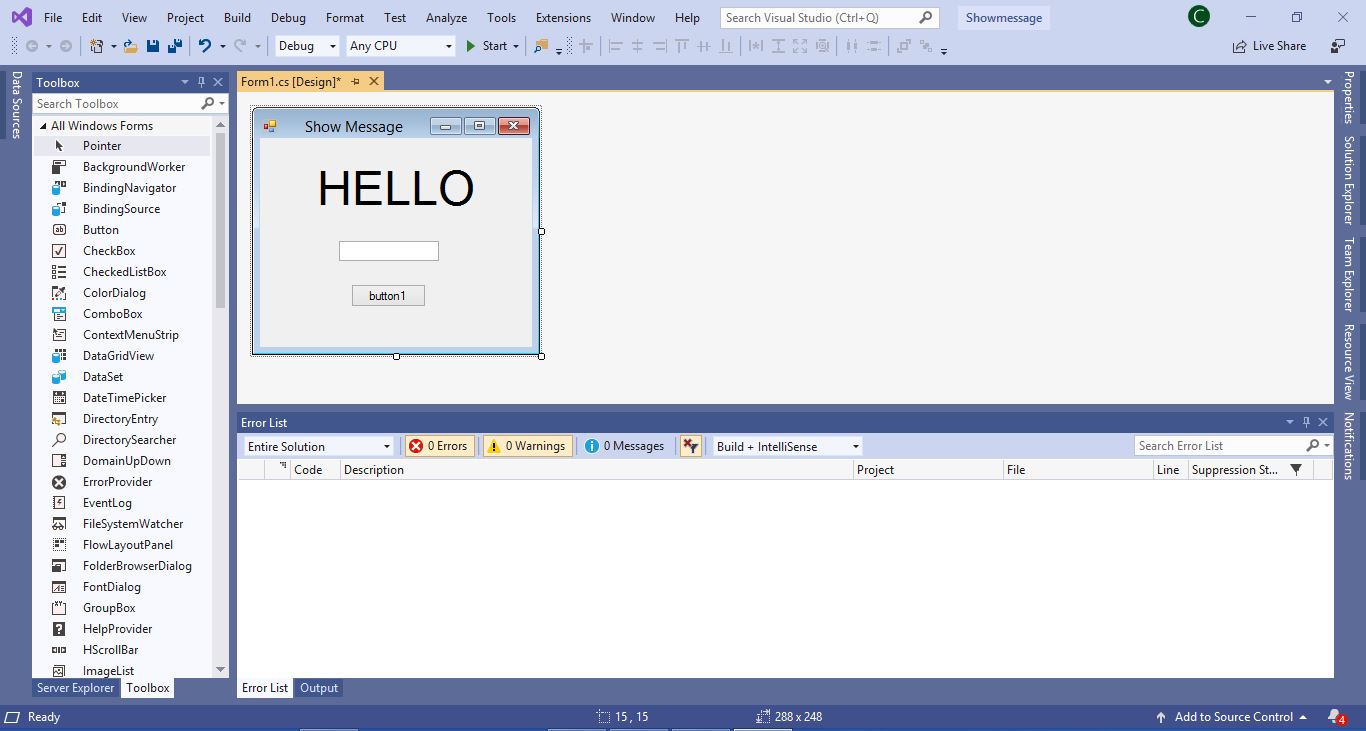 File Edit View Project Build Debug Format Test Analyze Tools Extensions Window Help Search Visual Studio (Ctrl+Q) Showmessage C
Debug Any CPU Start Live Share
Data Sources
Toolbox
Search Toolbox
All Windows Forms
Pointer
BackgroundWorker
BindingNavigator
BindingSource
Button
CheckBox
CheckedListBox
ColorDialog
ComboBox
ContextMenuStrip
DataGridView
DataSet
DateTimePicker
DirectoryEntry
DirectorySearcher
DomainUpDown
ErrorProvider
EventLog
FileSystemWatcher
FlowLayoutPanel
FolderBrowserDialog
FontDialog
GroupBox
HelpProvider
HScrollBar
ImageList
Server Explorer Toolbox
Form1.cs [Design]*
Show Message
HELLO
button1
Error List
Entire Solution 0 Errors 0 Warnings 0 Messages Build + IntelliSense Search Error List
Code Description Project File Line Suppression St...
Error List Output
Properties
Solution Explorer
Team Explorer
Resource View
Notifications
Ready 15 , 15 288 x 248 Add to Source Control 4